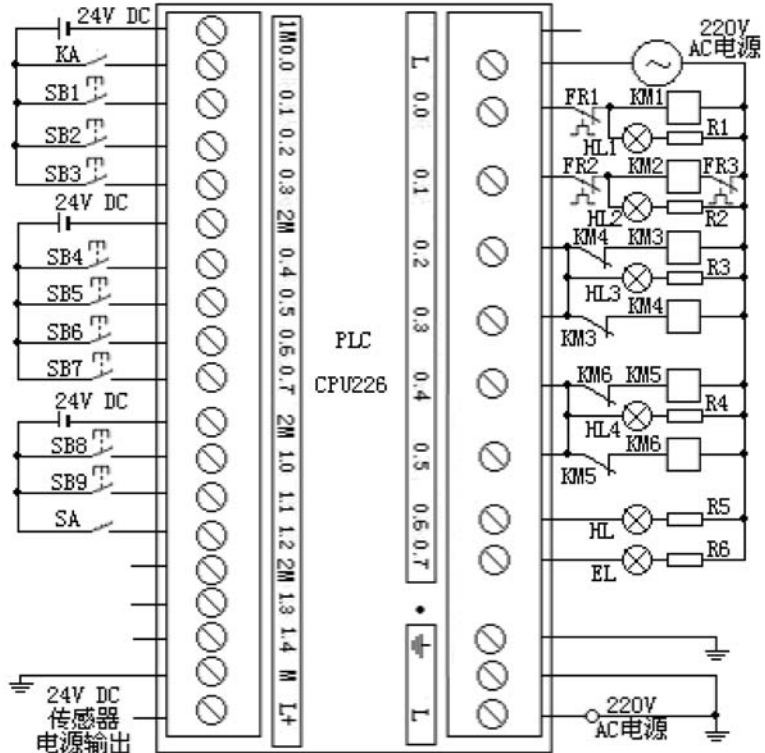 24V DC
KA
SB1
SB2
SB3
24V DC
SB4
SB5
SB6
SB7
24V DC
SB8
SB9
SA
24V DC
传感器
电源输出
1M
0.0
0.1
0.2
0.3
2M
0.4
0.5
0.6
0.7
2M
1.0
1.1
1.2
2M
1.3
1.4
M
L+
PLC
CPU226
L
0.0
0.1
0.2
0.3
0.4
0.5
0.6
0.7
L
220V
AC电源
~
FR1
KM1
HL1
R1
FR2
KM2
FR3
HL2
R2
KM4
KM3
HL3
R3
KM4
KM3
KM6
KM5
HL4
R4
KM6
KM5
HL
R5
EL
R6
220V
AC电源